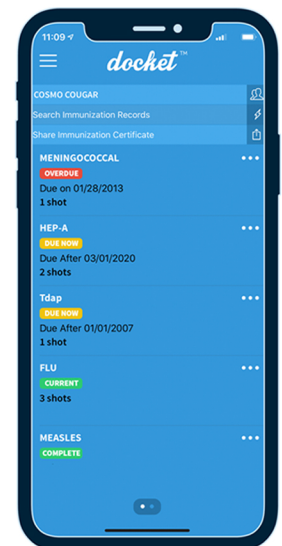 11:09
docket™
COSMO COUGAR
Search Immunization Records
Share Immunization Certificate
MENINGOCOCCAL
OVERDUE
Due on 01/28/2013
1 shot
HEP-A
DUE NOW
Due After 03/01/2020
2 shots
Tdap
DUE NOW
Due After 01/01/2007
1 shot
FLU
CURRENT
3 shots
MEASLES
COMPLETE